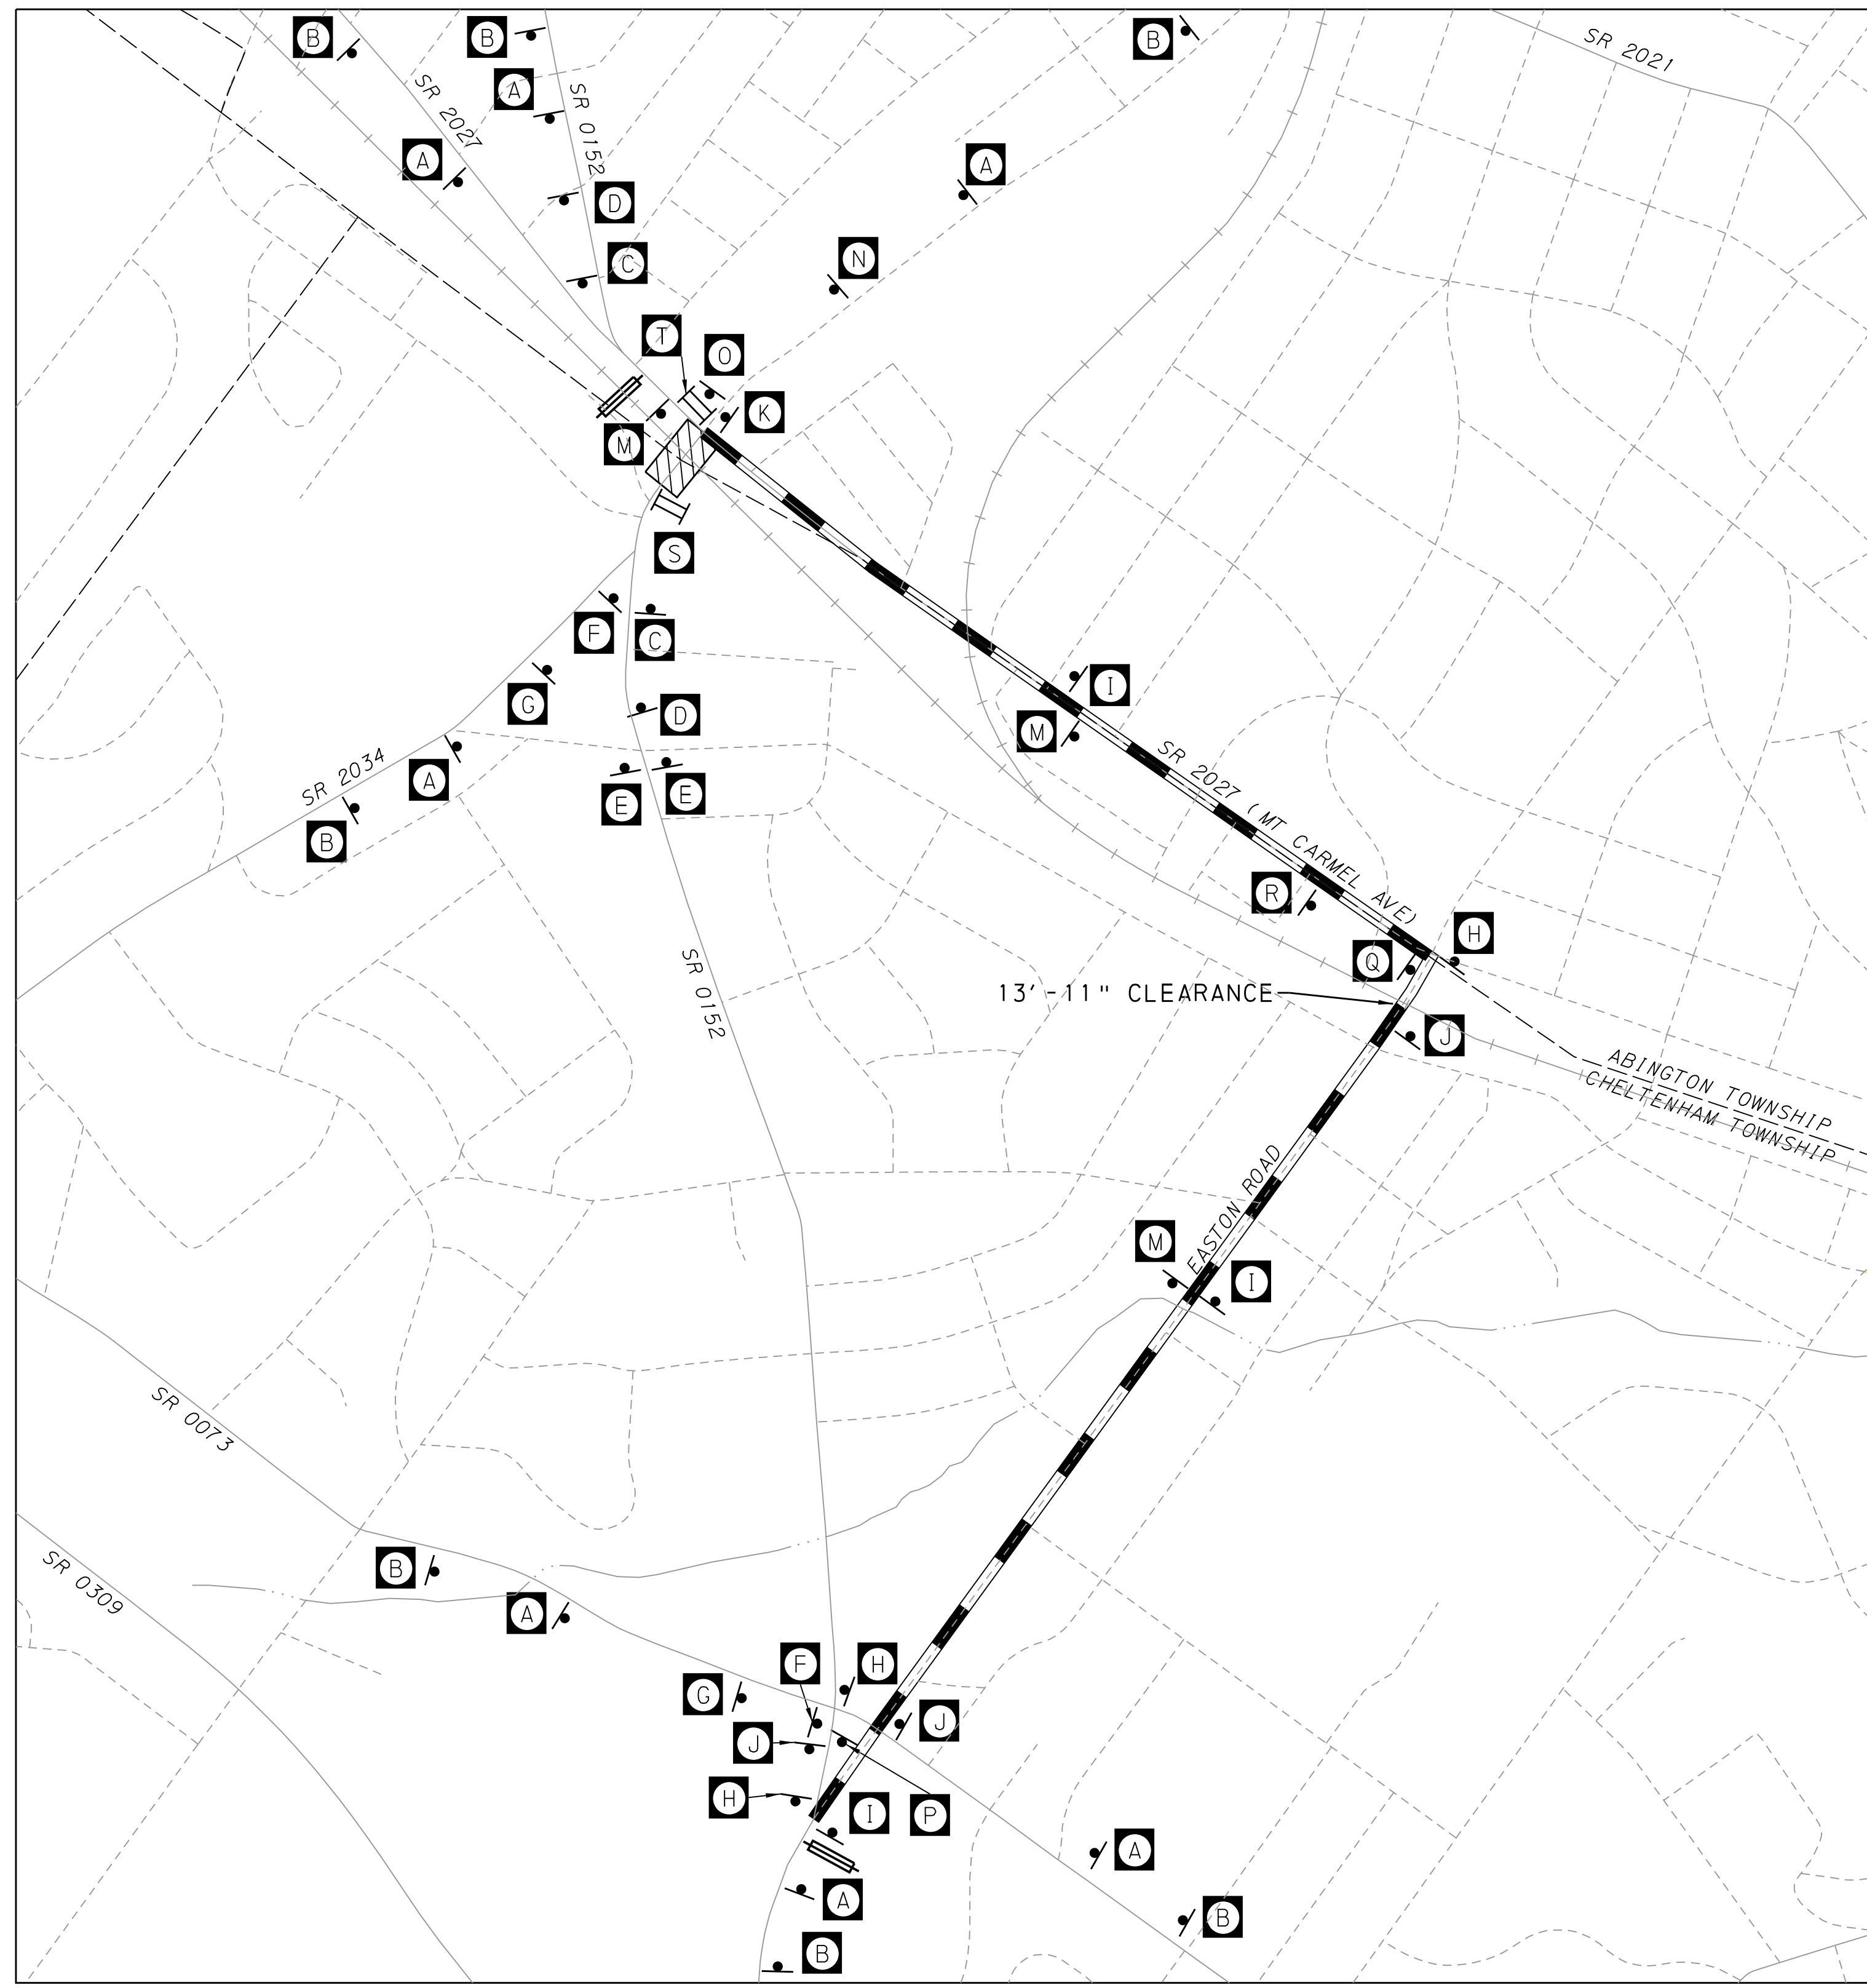 B
B
B
SR 2021
A
SR 2027
SR 0152
A
A
D
N
C
T
O
K
M
S
F
C
I
G
D
M
SR 2027 (MT CARMEL AVE)
SR 2034
A
E
E
B
R
H
Q
SR 0152
13'-11" CLEARANCE
J
ABINGTON TOWNSHIP
CHELTENHAM TOWNSHIP
EASTON ROAD
M
I
SR 0073
SR 0309
B
A
F
H
G
J
J
H
I
P
A
A
B
B